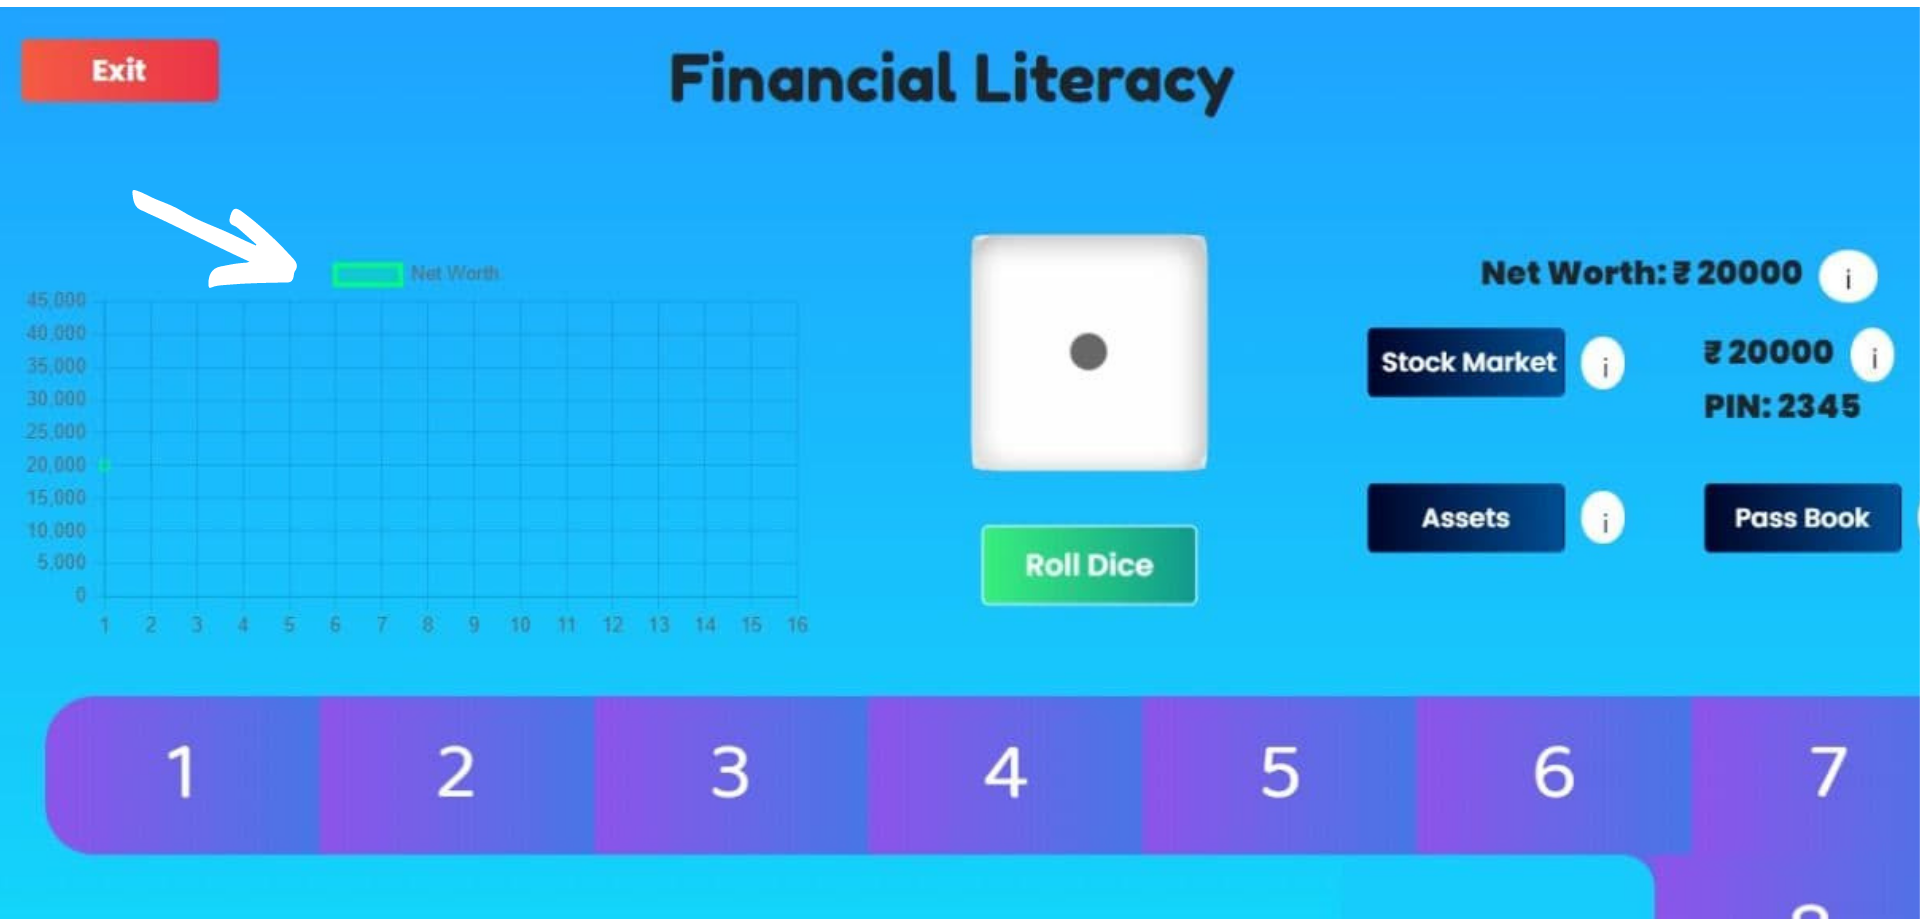 Exit
Financial Literacy
Net Worth
45,000
40,000
35,000
30,000
25,000
20,000
15,000
10,000
5,000
0
1 2 3 4 5 6 7 8 9 10 11 12 13 14 15 16
Roll Dice
Net Worth: ₹ 20000 i
Stock Market i
₹ 20000 i
PIN: 2345
Assets i
Pass Book
1 2 3 4 5 6 7